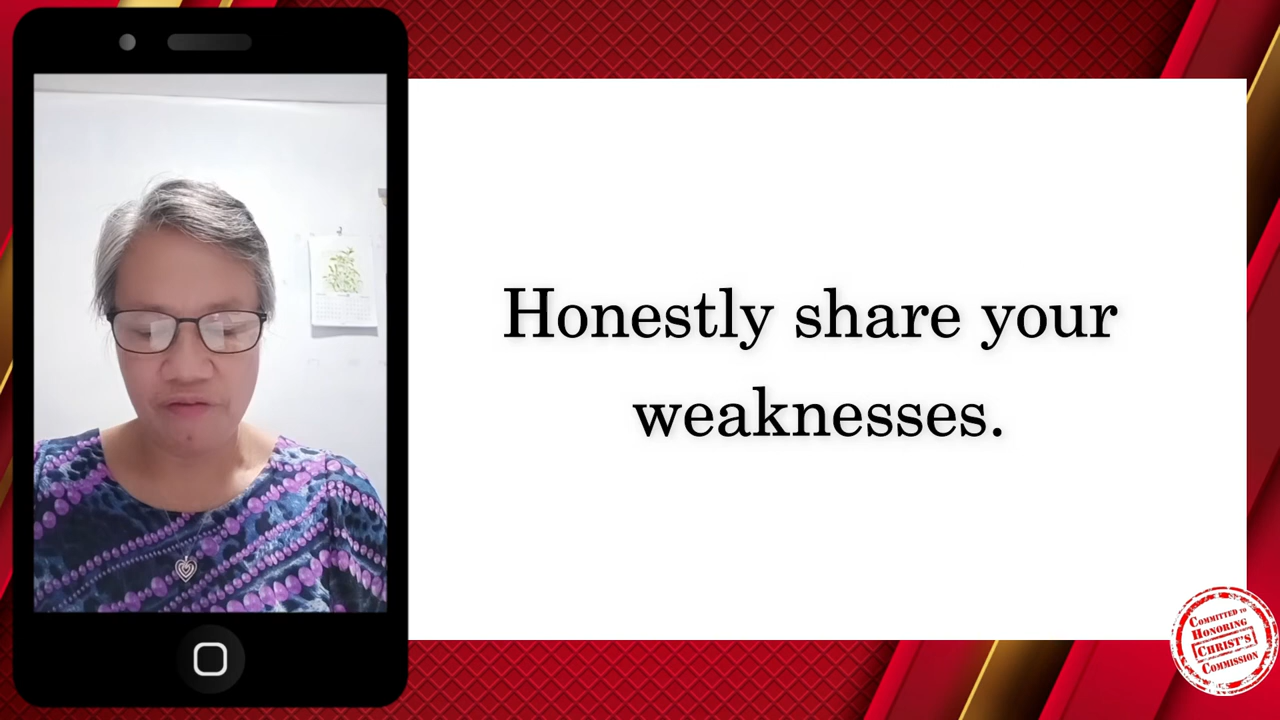 Honestly share your
weaknesses.
COMMITTED TO
HONORING
CHRIST'S
COMMISSION